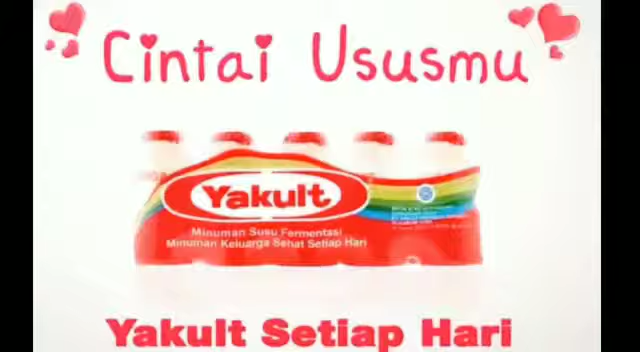 Cintai Ususmu
Yakult
Minuman Susu Fermentasi
Minuman Keluarga Sehat Setiap Hari
Yakult Setiap Hari